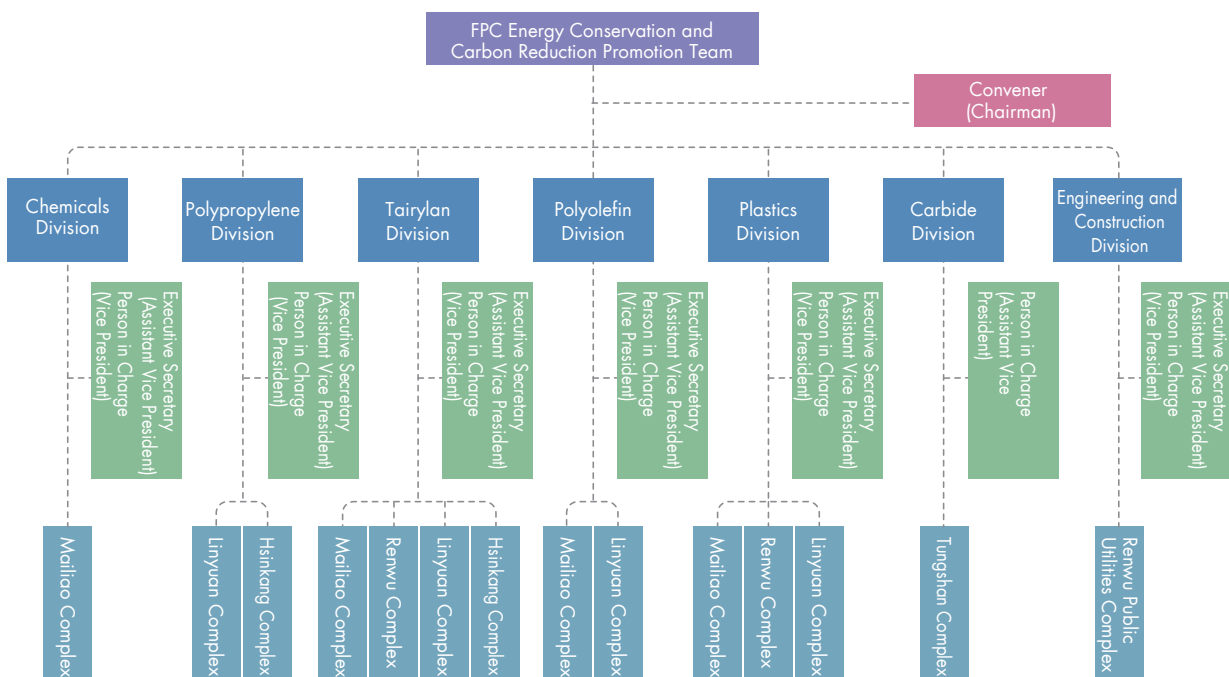 FPC Energy Conservation and
Carbon Reduction Promotion Team
Convener
(Chairman)
Chemicals
Division
Polypropylene
Division
Tairylan
Division
Polyolefin
Division
Plastics
Division
Carbide
Division
Engineering and
Construction
Division
Executive Secretary
(Assistant Vice President)
Person in Charge
(Vice President)
Executive Secretary
(Assistant Vice President)
Person in Charge
(Vice President)
Executive Secretary
(Assistant Vice President)
Person in Charge
(Vice President)
Executive Secretary
(Assistant Vice President)
Person in Charge
(Vice President)
Executive Secretary
(Assistant Vice President)
Person in Charge
(Vice President)
Person in Charge
(Assistant Vice
President)
Executive Secretary
(Assistant Vice President)
Person in Charge
(Vice President)
Mailiao Complex
Linyuan Complex
Hsinkang Complex
Mailiao Complex
Renwu Complex
Linyuan Complex
Hsinkang Complex
Mailiao Complex
Linyuan Complex
Mailiao Complex
Renwu Complex
Linyuan Complex
Tungshan Complex
Renwu Public
Utilities Complex